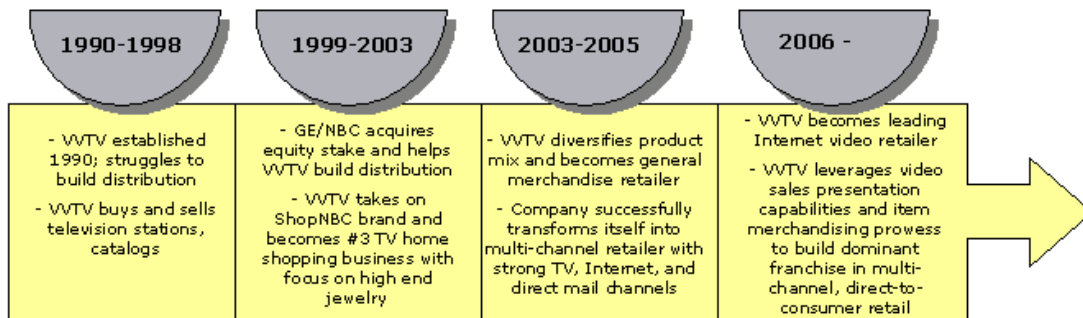 1990-1998
- VVTV established
1990; struggles to
build distribution
- VVTV buys and sells
television stations,
catalogs
1999-2003
- GE/NBC acquires
equity stake and helps
VVTV build distribution
- VVTV takes on
ShopNBC brand and
becomes #3 TV home
shopping business with
focus on high end
jewelry
2003-2005
- VVTV diversifies product
mix and becomes general
merchandise retailer
- Company successfully
transforms itself into
multi-channel retailer with
strong TV, Internet, and
direct mail channels
2006 -
- VVTV becomes leading
Internet video retailer
- VVTV leverages video
sales presentation
capabilities and item
merchandising prowess
to build dominant
franchise in multi-
channel, direct-to-
consumer retail